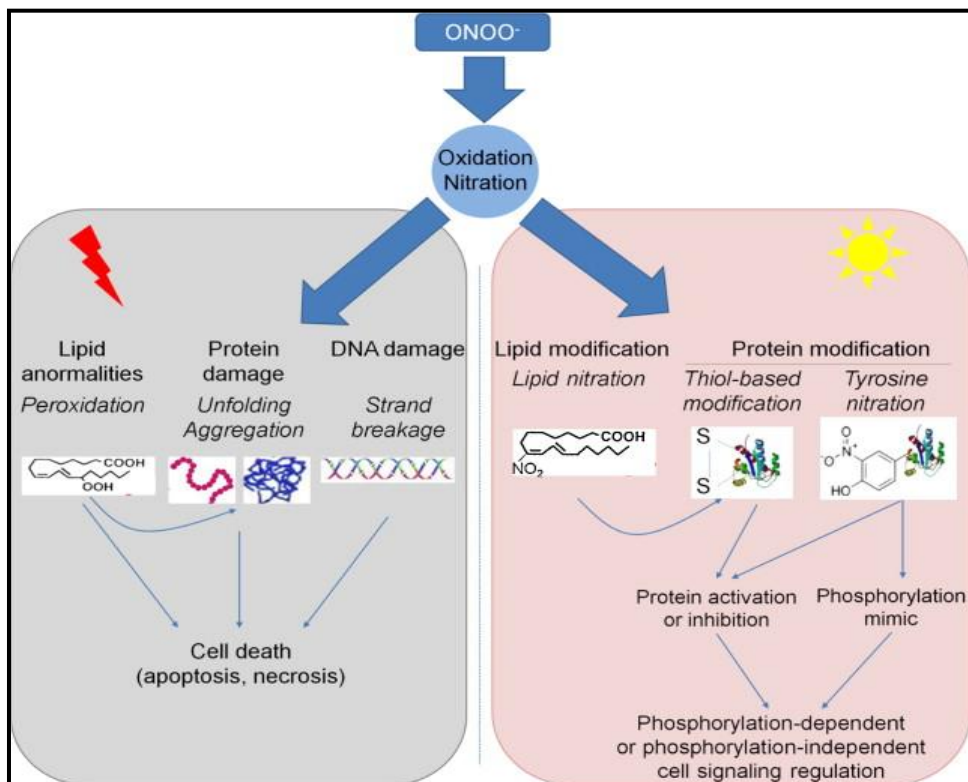 ONOO-
Oxidation
Nitration
Lipid
anormalities
Peroxidation
COOH
OOH
Protein
damage
Unfolding
Aggregation
DNA damage
Strand
breakage
Cell death
(apoptosis, necrosis)
Lipid modification
Lipid nitration
COOH
NO2
Protein modification
Thiol-based
modification
S
S
Tyrosine
nitration
O
N+
-O
HO
Protein activation
or inhibition
Phosphorylation
mimic
Phosphorylation-dependent
or phosphorylation-independent
cell signaling regulation